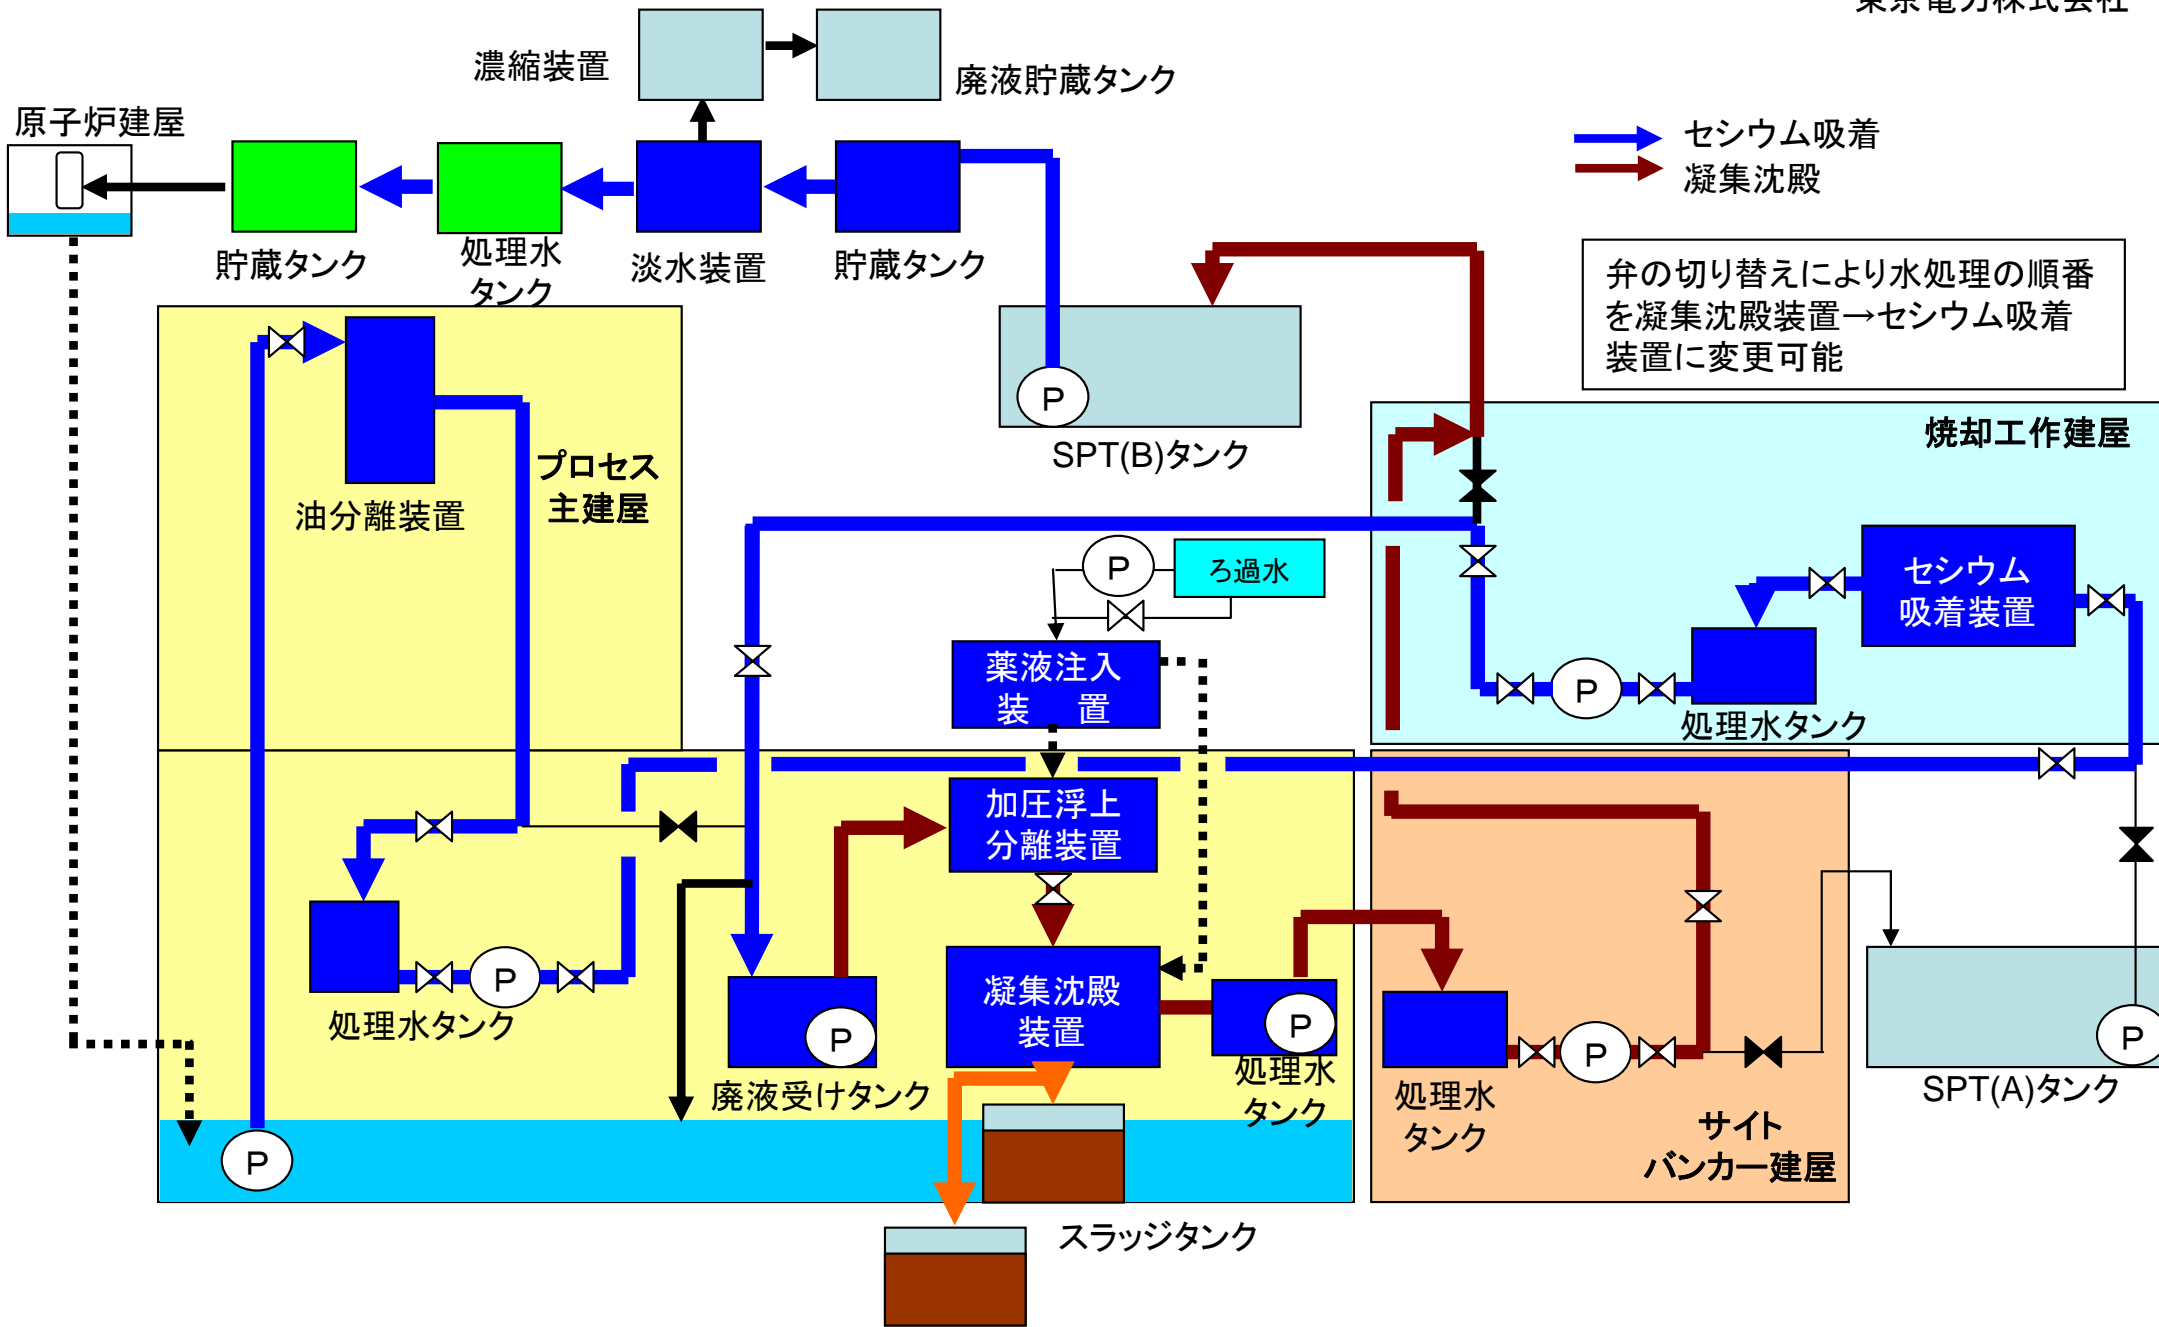 東京電力株式会社
濃縮装置
廃液貯蔵タンク
原子炉建屋
セシウム吸着
凝集沈殿
貯蔵タンク
処理水
タンク
淡水装置
貯蔵タンク
弁の切り替えにより水処理の順番
を凝集沈殿装置→セシウム吸着
装置に変更可能
P
SPT(B)タンク
焼却工作建屋
プロセス
主建屋
油分離装置
P
ろ過水
セシウム
吸着装置
薬液注入
装　置
P
処理水タンク
加圧浮上
分離装置
P
処理水タンク
凝集沈殿
装置
P
廃液受けタンク
P
処理水
タンク
P
処理水
タンク
P
SPT(A)タンク
サイト
バンカー建屋
P
スラッジタンク